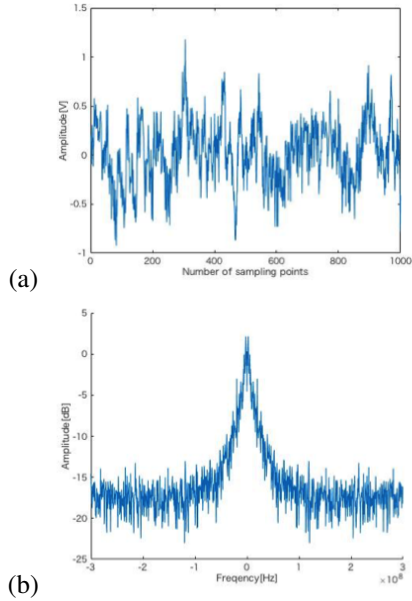 1.5
1
0.5
0
-0.5
-1
Amplitude[V]
0 200 400 600 800 1000
Number of sampling points
(a)
5
0
-5
-10
-15
-20
-25
Amplitude[dB]
-3 -2 -1 0 1 2 3
×10⁸
Freqency[Hz]
(b)